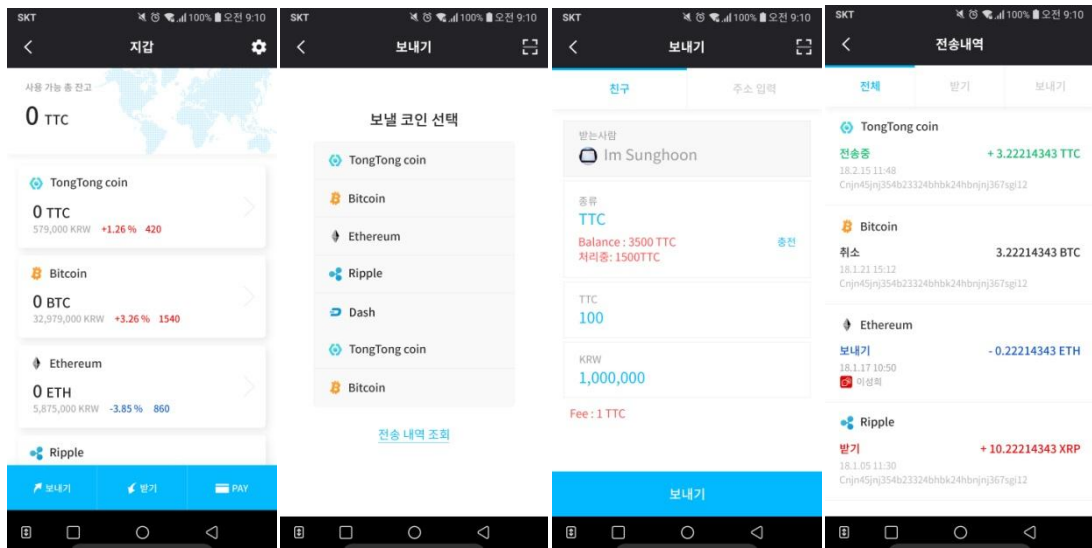 SKT 100% 오전 9:10
지갑
사용 가능 총 잔고
0 TTC
TongTong coin
0 TTC
579,000 KRW +1.26 % 420
Bitcoin
0 BTC
32,979,000 KRW +3.26 % 1540
Ethereum
0 ETH
5,875,000 KRW -3.85 % 860
Ripple
보내기 받기 PAY
SKT 100% 오전 9:10
보내기
보낼 코인 선택
TongTong coin
Bitcoin
Ethereum
Ripple
Dash
TongTong coin
Bitcoin
전송 내역 조회
SKT 100% 오전 9:10
보내기
친구 주소 입력
받는사람
Im Sunghoon
종류
TTC
Balance : 3500 TTC 충전
처리중: 1500TTC
TTC
100
KRW
1,000,000
Fee : 1 TTC
보내기
SKT 100% 오전 9:10
전송내역
전체 받기 보내기
TongTong coin
전송중 + 3.22214343 TTC
18.2.15 11:48
Cnjn45jnj354b23324bhbk24hbnjnj367sgi12
Bitcoin
취소 3.22214343 BTC
18.1.21 15:12
Cnjn45jnj354b23324bhbk24hbnjnj367sgi12
Ethereum
보내기 - 0.22214343 ETH
18.1.17 10:50
이성희
Ripple
받기 + 10.22214343 XRP
18.1.05 11:30
Cnjn45jnj354b23324bhbk24hbnjnj367sgi12